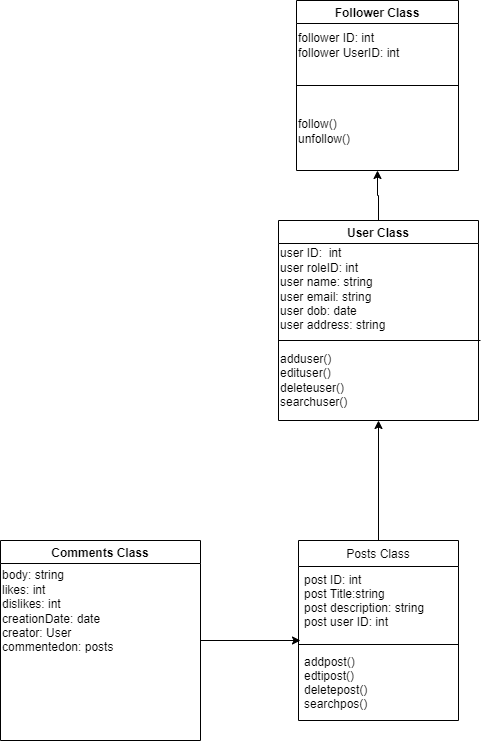 Follower Class
follower ID: int
follower UserID: int
follow()
unfollow()
User Class
user ID:  int
user roleID: int
user name: string
user email: string
user dob: date
user address: string
adduser()
edituser()
deleteuser()
searchuser()
Comments Class
body: string
likes: int
dislikes: int
creationDate: date
creator: User
commentedon: posts
Posts Class
post ID: int
post Title:string
post description: string
post user ID: int
addpost()
edtipost()
deletepost()
searchpos()